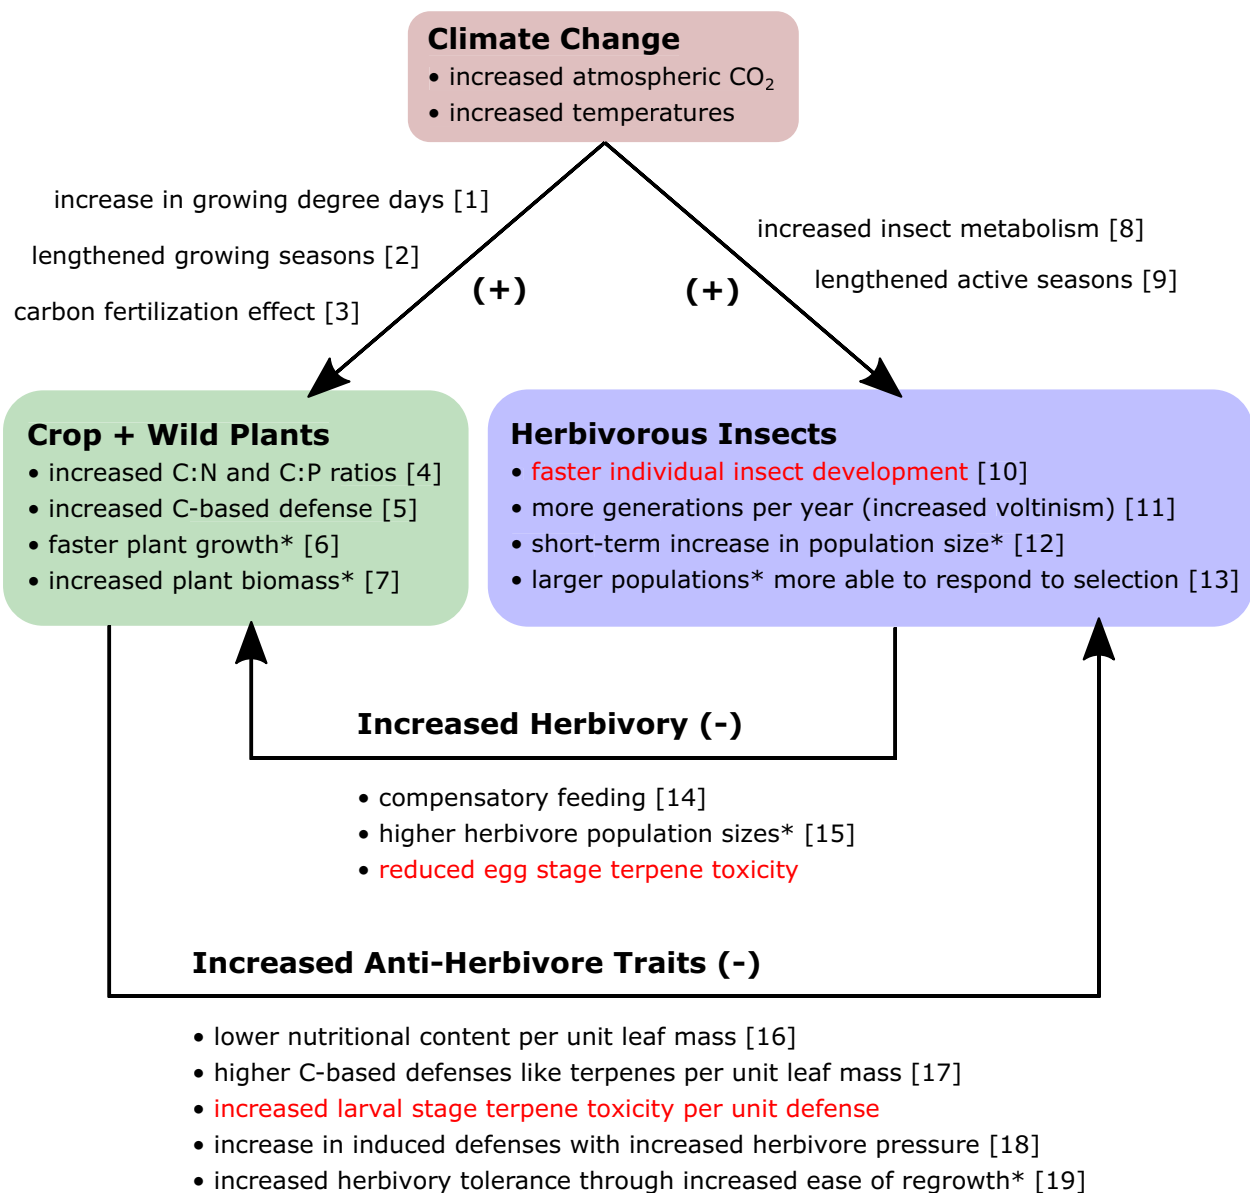 Climate Change
• increased atmospheric CO₂
• increased temperatures
increase in growing degree days [1]
lengthened growing seasons [2]
carbon fertilization effect [3]
(+)
(+)
increased insect metabolism [8]
lengthened active seasons [9]
Crop + Wild Plants
• increased C:N and C:P ratios [4]
• increased C-based defense [5]
• faster plant growth* [6]
• increased plant biomass* [7]
Herbivorous Insects
• faster individual insect development [10]
• more generations per year (increased voltinism) [11]
• short-term increase in population size* [12]
• larger populations* more able to respond to selection [13]
Increased Herbivory (-)
• compensatory feeding [14]
• higher herbivore population sizes* [15]
• reduced egg stage terpene toxicity
Increased Anti-Herbivore Traits (-)
• lower nutritional content per unit leaf mass [16]
• higher C-based defenses like terpenes per unit leaf mass [17]
• increased larval stage terpene toxicity per unit defense
• increase in induced defenses with increased herbivore pressure [18]
• increased herbivory tolerance through increased ease of regrowth* [19]